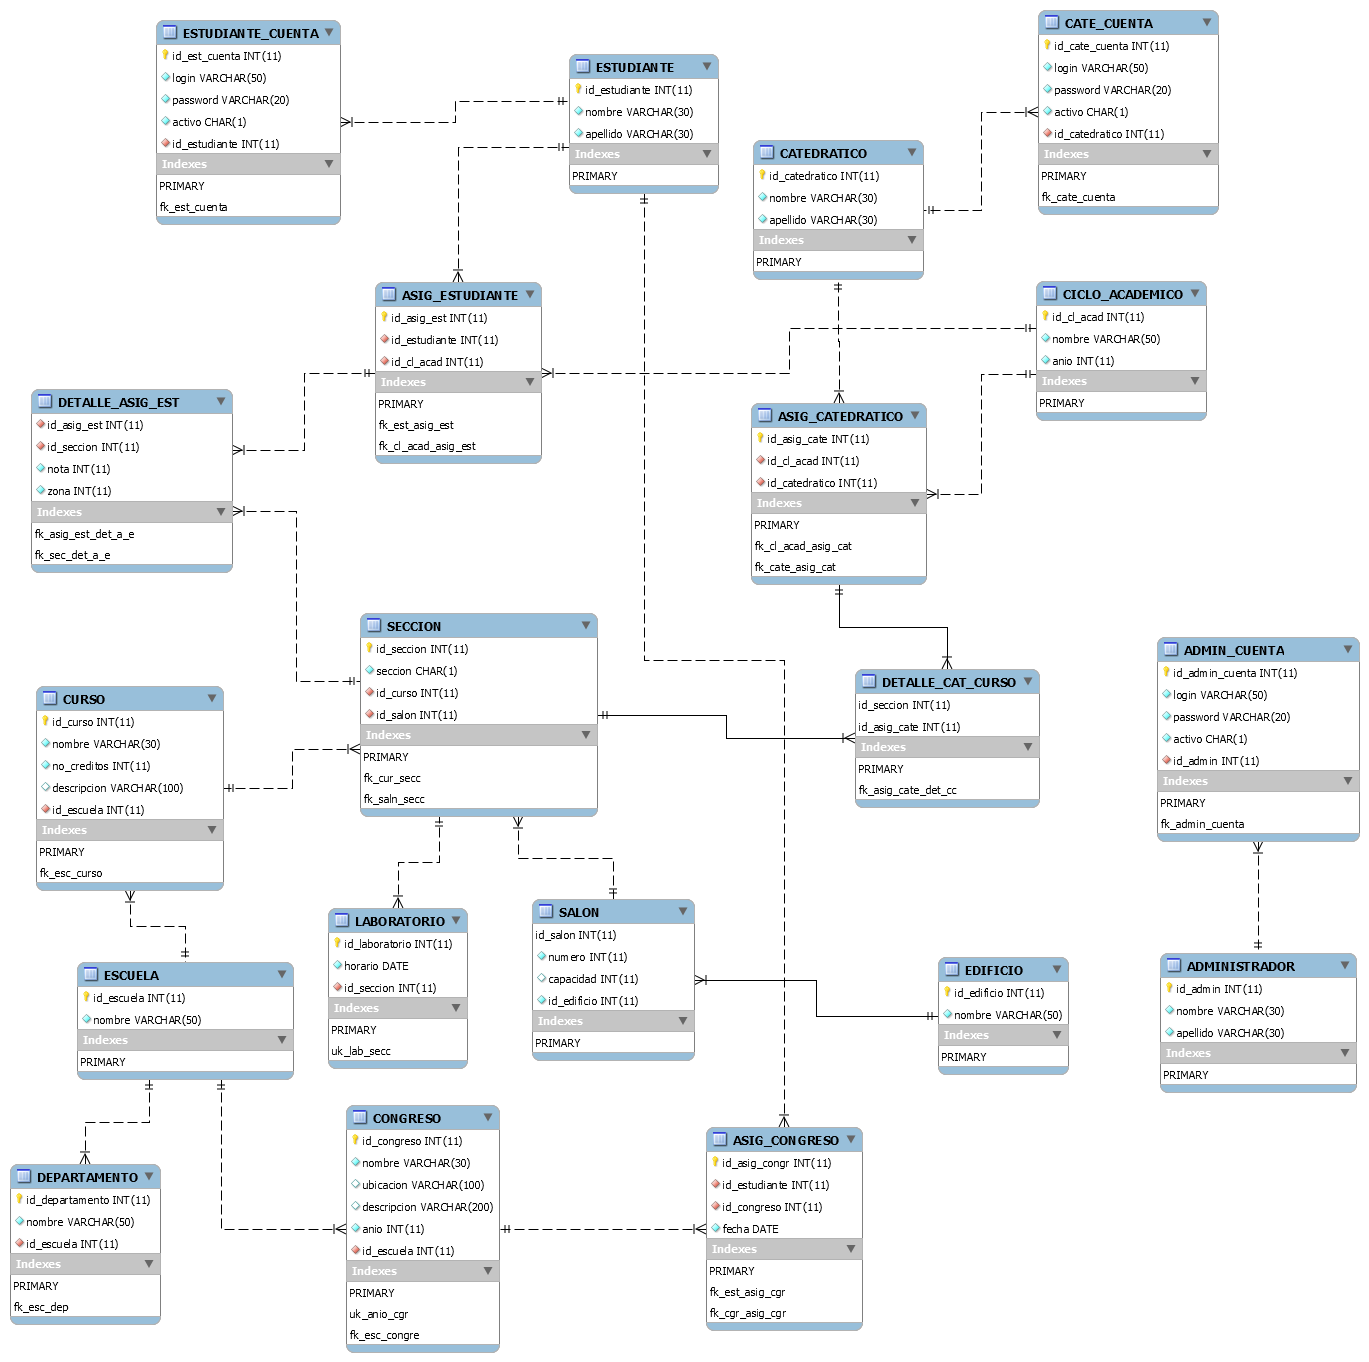 ESTUDIANTE_CUENTA
id_est_cuenta INT(11)
login VARCHAR(50)
password VARCHAR(20)
activo CHAR(1)
id_estudiante INT(11)
Indexes
PRIMARY
fk_est_cuenta
ESTUDIANTE
id_estudiante INT(11)
nombre VARCHAR(30)
apellido VARCHAR(30)
Indexes
PRIMARY
CATE_CUENTA
id_cate_cuenta INT(11)
login VARCHAR(50)
password VARCHAR(20)
activo CHAR(1)
id_catedratico INT(11)
Indexes
PRIMARY
fk_cate_cuenta
CATEDRATICO
id_catedratico INT(11)
nombre VARCHAR(30)
apellido VARCHAR(30)
Indexes
PRIMARY
ASIG_ESTUDIANTE
id_asig_est INT(11)
id_estudiante INT(11)
id_cl_acad INT(11)
Indexes
PRIMARY
fk_est_asig_est
fk_cl_acad_asig_est
CICLO_ACADEMICO
id_cl_acad INT(11)
nombre VARCHAR(50)
anio INT(11)
Indexes
PRIMARY
DETALLE_ASIG_EST
id_asig_est INT(11)
id_seccion INT(11)
nota INT(11)
zona INT(11)
Indexes
fk_asig_est_det_a_e
fk_sec_det_a_e
ASIG_CATEDRATICO
id_asig_cate INT(11)
id_cl_acad INT(11)
id_catedratico INT(11)
Indexes
PRIMARY
fk_cl_acad_asig_cat
fk_cate_asig_cat
SECCION
id_seccion INT(11)
seccion CHAR(1)
id_curso INT(11)
id_salon INT(11)
Indexes
PRIMARY
fk_cur_secc
fk_saln_secc
DETALLE_CAT_CURSO
id_seccion INT(11)
id_asig_cate INT(11)
Indexes
PRIMARY
fk_asig_cate_det_cc
ADMIN_CUENTA
id_admin_cuenta INT(11)
login VARCHAR(50)
password VARCHAR(20)
activo CHAR(1)
id_admin INT(11)
Indexes
PRIMARY
fk_admin_cuenta
CURSO
id_curso INT(11)
nombre VARCHAR(30)
no_creditos INT(11)
descripcion VARCHAR(100)
id_escuela INT(11)
Indexes
PRIMARY
fk_esc_curso
LABORATORIO
id_laboratorio INT(11)
horario DATE
id_seccion INT(11)
Indexes
PRIMARY
uk_lab_secc
SALON
id_salon INT(11)
numero INT(11)
capacidad INT(11)
id_edificio INT(11)
Indexes
PRIMARY
EDIFICIO
id_edificio INT(11)
nombre VARCHAR(50)
Indexes
PRIMARY
ADMINISTRADOR
id_admin INT(11)
nombre VARCHAR(30)
apellido VARCHAR(30)
Indexes
PRIMARY
ESCUELA
id_escuela INT(11)
nombre VARCHAR(50)
Indexes
PRIMARY
DEPARTAMENTO
id_departamento INT(11)
nombre VARCHAR(50)
id_escuela INT(11)
Indexes
PRIMARY
fk_esc_dep
CONGRESO
id_congreso INT(11)
nombre VARCHAR(30)
ubicacion VARCHAR(100)
descripcion VARCHAR(200)
anio INT(11)
id_escuela INT(11)
Indexes
PRIMARY
uk_anio_cgr
fk_esc_congre
ASIG_CONGRESO
id_asig_congr INT(11)
id_estudiante INT(11)
id_congreso INT(11)
fecha DATE
Indexes
PRIMARY
fk_est_asig_cgr
fk_cgr_asig_cgr